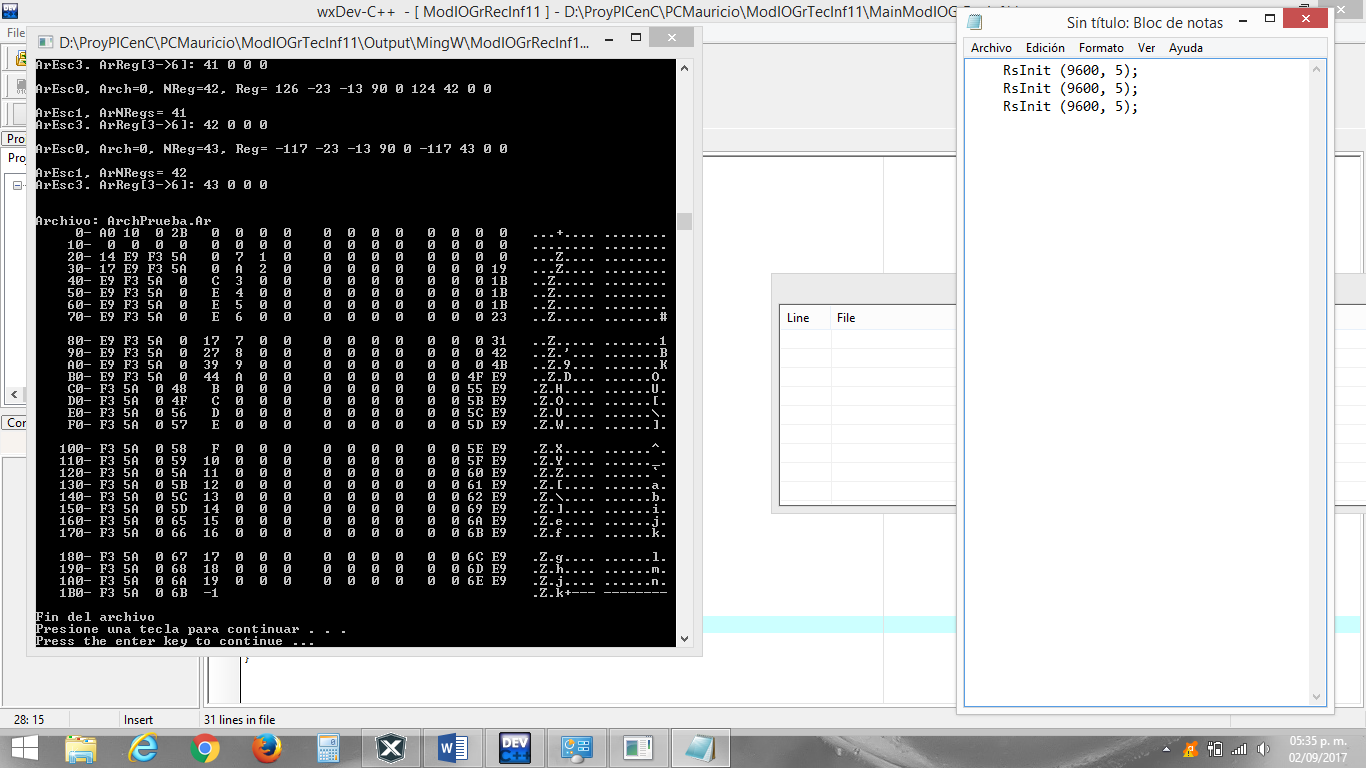 wxDev-C++ - [ ModIOGrRecInf11 ] - D:\ProyPICenC\PCMauricio\ModIOGrTecInf11\MainModIOG
File
Pro
Proj
Con
D:\ProyPICenC\PCMauricio\ModIOGrTecInf11\Output\MingW\ModIOGrRecInf1...
ArEsc3. ArReg[3->6]: 41 0 0 0
ArEsc0, Arch=0, NReg=42, Reg= 126 -23 -13 90 0 124 42 0 0
ArEsc1, ArNRegs= 41
ArEsc3. ArReg[3->6]: 42 0 0 0
ArEsc0, Arch=0, NReg=43, Reg= -117 -23 -13 90 0 -117 43 0 0
ArEsc1, ArNRegs= 42
ArEsc3. ArReg[3->6]: 43 0 0 0
Archivo: ArchPrueba.Ar
0- A0 10 0 2B 0 0 0 0 0 0 0 0 0 0 0 0 ...+.... ........
10- 0 0 0 0 0 0 0 0 0 0 0 0 0 0 0 0 ........ ........
20- 14 E9 F3 5A 0 7 1 0 0 0 0 0 0 0 0 0 ...Z.... ........
30- 17 E9 F3 5A 0 A 2 0 0 0 0 0 0 0 0 19 ...Z.... ........
40- E9 F3 5A 0 C 3 0 0 0 0 0 0 0 0 0 1B ..Z..... ........
50- E9 F3 5A 0 E 4 0 0 0 0 0 0 0 0 0 1B ..Z..... ........
60- E9 F3 5A 0 E 5 0 0 0 0 0 0 0 0 0 1B ..Z..... ........
70- E9 F3 5A 0 E 6 0 0 0 0 0 0 0 0 0 23 ..Z..... .......#
80- E9 F3 5A 0 17 7 0 0 0 0 0 0 0 0 0 31 ..Z..... .......1
90- E9 F3 5A 0 27 8 0 0 0 0 0 0 0 0 0 42 ..Z.'... .......B
A0- E9 F3 5A 0 39 9 0 0 0 0 0 0 0 0 0 4B ..Z.9... .......K
B0- E9 F3 5A 0 44 A 0 0 0 0 0 0 0 0 4F E9 ..Z.D... ......O.
C0- F3 5A 0 48 B 0 0 0 0 0 0 0 0 0 55 E9 .Z.H.... ......U.
D0- F3 5A 0 4F C 0 0 0 0 0 0 0 0 0 5B E9 .Z.O.... ......[.
E0- F3 5A 0 56 D 0 0 0 0 0 0 0 0 0 5C E9 .Z.V.... ......\.
F0- F3 5A 0 57 E 0 0 0 0 0 0 0 0 0 5D E9 .Z.W.... ......].
100- F3 5A 0 58 F 0 0 0 0 0 0 0 0 0 5E E9 .Z.X.... ......^.
110- F3 5A 0 59 10 0 0 0 0 0 0 0 0 0 5F E9 .Z.Y.... ......_.
120- F3 5A 0 5A 11 0 0 0 0 0 0 0 0 0 60 E9 .Z.Z.... ......`.
130- F3 5A 0 5B 12 0 0 0 0 0 0 0 0 0 61 E9 .Z.[.... ......a.
140- F3 5A 0 5C 13 0 0 0 0 0 0 0 0 0 62 E9 .Z.\.... ......b.
150- F3 5A 0 5D 14 0 0 0 0 0 0 0 0 0 69 E9 .Z.].... ......i.
160- F3 5A 0 65 15 0 0 0 0 0 0 0 0 0 6A E9 .Z.e.... ......j.
170- F3 5A 0 66 16 0 0 0 0 0 0 0 0 0 6B E9 .Z.f.... ......k.
180- F3 5A 0 67 17 0 0 0 0 0 0 0 0 0 6C E9 .Z.g.... ......l.
190- F3 5A 0 68 18 0 0 0 0 0 0 0 0 0 6D E9 .Z.h.... ......m.
1A0- F3 5A 0 6A 19 0 0 0 0 0 0 0 0 0 6E E9 .Z.j.... ......n.
1B0- F3 5A 0 6B -1 .Z.k+--- --------
Fin del archivo
Presione una tecla para continuar . . .
Press the enter key to continue ...
}
Line File
Sin título: Bloc de notas
Archivo Edición Formato Ver Ayuda
RsInit (9600, 5);
RsInit (9600, 5);
RsInit (9600, 5);
28: 15 Insert 31 lines in file
DEV C++
05:35 p. m.
02/09/2017